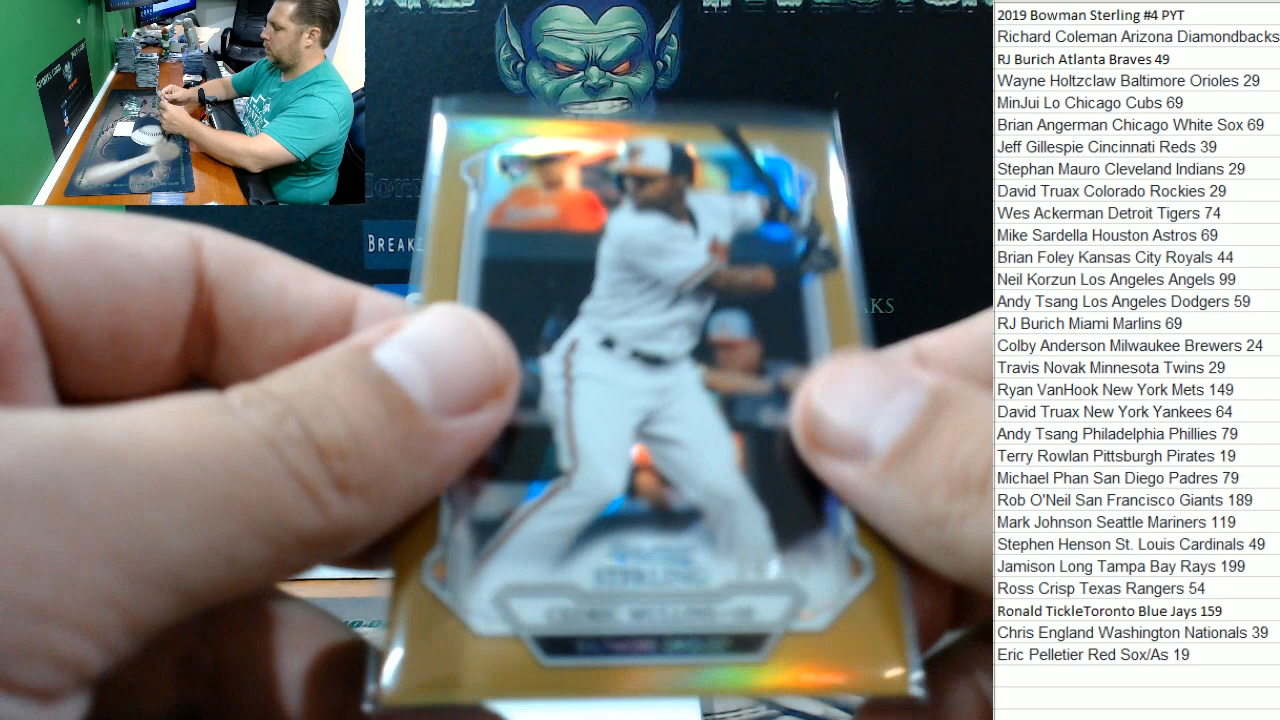 BREAK
KS
STERLING
2019 Bowman Sterling #4 PYT
Richard Coleman Arizona Diamondbacks
RJ Burich Atlanta Braves 49
Wayne Holtzclaw Baltimore Orioles 29
MinJui Lo Chicago Cubs 69
Brian Angerman Chicago White Sox 69
Jeff Gillespie Cincinnati Reds 39
Stephan Mauro Cleveland Indians 29
David Truax Colorado Rockies 29
Wes Ackerman Detroit Tigers 74
Mike Sardella Houston Astros 69
Brian Foley Kansas City Royals 44
Neil Korzun Los Angeles Angels 99
Andy Tsang Los Angeles Dodgers 59
RJ Burich Miami Marlins 69
Colby Anderson Milwaukee Brewers 24
Travis Novak Minnesota Twins 29
Ryan VanHook New York Mets 149
David Truax New York Yankees 64
Andy Tsang Philadelphia Phillies 79
Terry Rowlan Pittsburgh Pirates 19
Michael Phan San Diego Padres 79
Rob O'Neil San Francisco Giants 189
Mark Johnson Seattle Mariners 119
Stephen Henson St. Louis Cardinals 49
Jamison Long Tampa Bay Rays 199
Ross Crisp Texas Rangers 54
Ronald TickleToronto Blue Jays 159
Chris England Washington Nationals 39
Eric Pelletier Red Sox/As 19